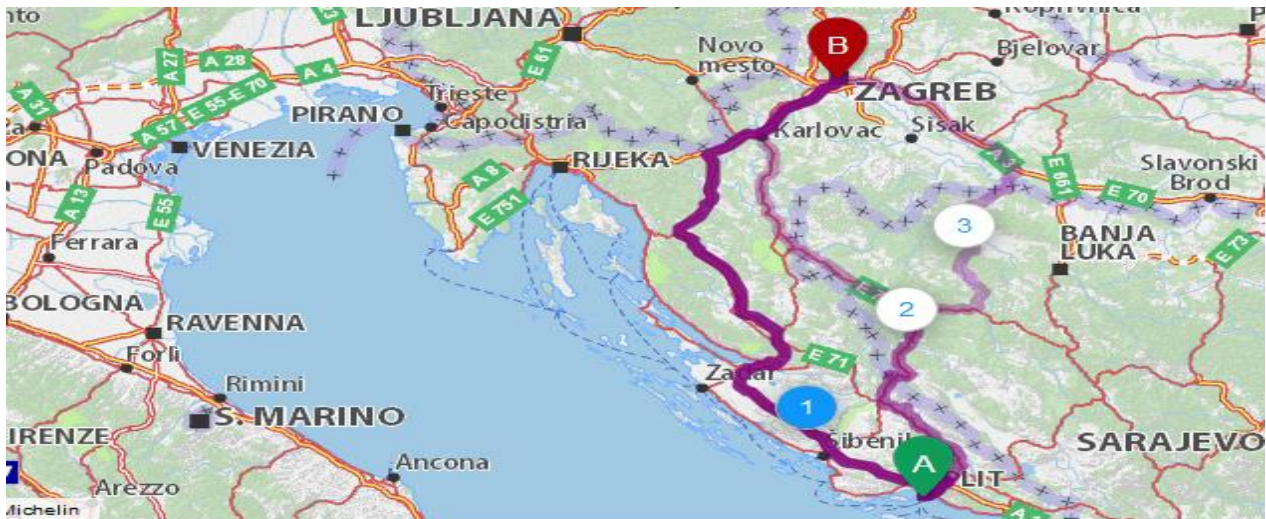 LJUBLJANA
Koprivnica
A 27
A 28
A 4
E 61
Novo
mesto
B
Bjelovar
A 31
E 55-E 70
Trieste
ZAGREB
A 57
PIRANO
Capodistria
Karlovac
Sisak
VENEZIA
Padova
RIJEKA
A 3
E 661
Slavonski
Brod
A 8
E 70
A 13
E 55
E 751
3
BANJA
LUKA
E 73
Ferrara
BOLOGNA
2
RAVENNA
Forli
E 71
Zadar
Rimini
1
S. MARINO
Šibenik
SARAJEVO
IRENZE
Ancona
A
PLIT
Arezzo
Michelin